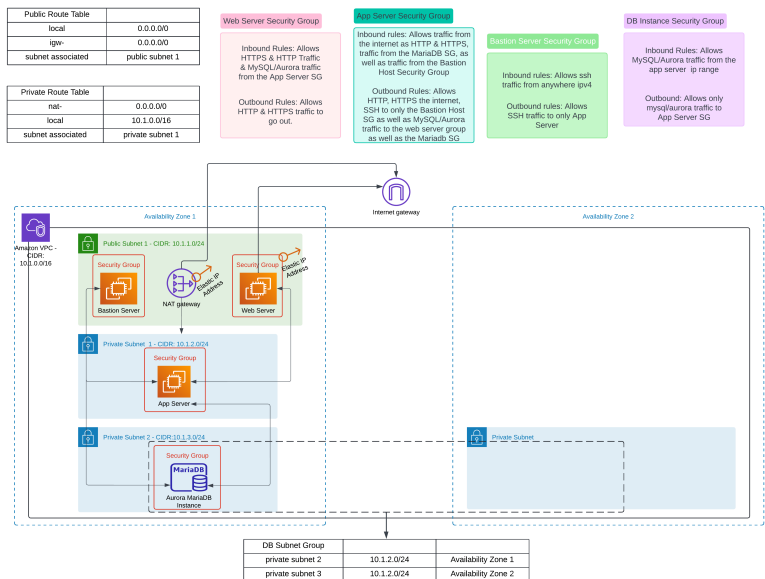 Public Route Table
local 0.0.0.0/0
igw- 0.0.0.0/0
subnet associated public subnet 1
Private Route Table
nat- 0.0.0.0/0
local 10.1.0.0/16
subnet associated private subnet 1
Web Server Security Group
Inbound Rules: Allows
HTTPS & HTTP Traffic
& MySQL/Aurora traffic
from the App Server SG
Outbound Rules: Allows
HTTP & HTTPS traffic to
go out.
App Server Security Group
Inbound rules: Allows traffic from
the internet as HTTP & HTTPS,
traffic from the MariaDB SG, as
well as traffic from the Bastion
Host Security Group
Outbound Rules: Allows
HTTP, HTTPS the internet,
SSH to only the Bastion Host
SG as well as MySQL/Aurora
traffic to the web server group
as well as the Mariadb SG
Bastion Server Security Group
Inbound rules: Allows ssh
traffic from anywhere ipv4
Outbound rules: Allows
SSH traffic to only App
Server
DB Instance Security Group
Inbound rules: Allows
MySQL/Aurora traffic from the
app server ip range
Outbound: Allows only
mysql/aurora traffic to
App Server SG
Internet gateway
Availability Zone 1
Availability Zone 2
Amazon VPC -
CIDR:
10.1.0.0/16
Public Subnet 1 - CIDR: 10.1.1.0/24
Security Group
Bastion Server
NAT gateway
Elastic IP
Address
Security Group
Web Server
Elastic IP
Address
Private Subnet 1 - CIDR: 10.1.2.0/24
Security Group
App Server
Private Subnet 2 - CIDR:10.1.3.0/24
Security Group
MariaDB
Aurora MariaDB
Instance
Private Subnet
DB Subnet Group
private subnet 2 10.1.2.0/24 Availability Zone 1
private subnet 3 10.1.2.0/24 Availability Zone 2